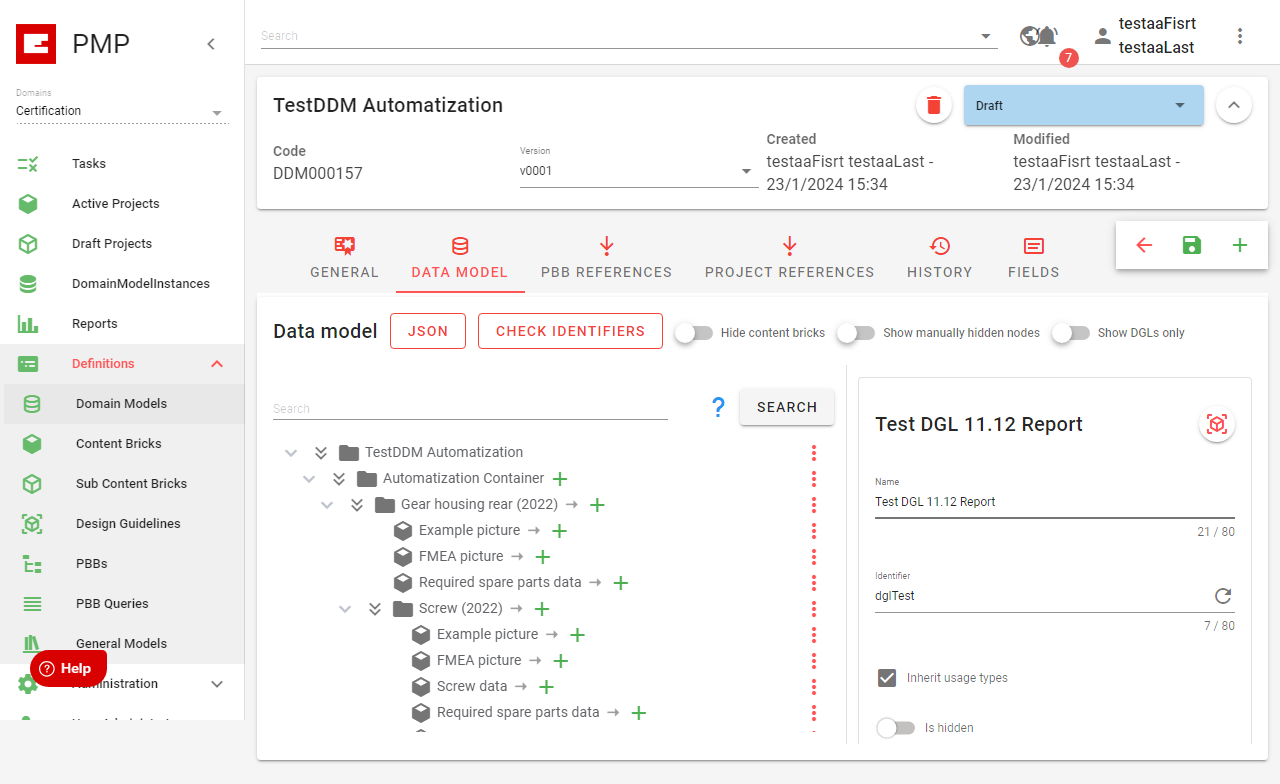 PMP
Search
7
testaaFisrt
testaaLast
Domains
Certification
Tasks
Active Projects
Draft Projects
DomainModelInstances
Reports
Definitions
Domain Models
Content Bricks
Sub Content Bricks
Design Guidelines
PBBs
PBB Queries
General Models
Help
Administration
TestDDM Automatization
Draft
Code
DDM000157
Version
v0001
Created
testaaFisrt testaaLast -
23/1/2024 15:34
Modified
testaaFisrt testaaLast -
23/1/2024 15:34
GENERAL
DATA MODEL
PBB REFERENCES
PROJECT REFERENCES
HISTORY
FIELDS
Data model
JSON
CHECK IDENTIFIERS
Hide content bricks
Show manually hidden nodes
Show DGLs only
Search
?
SEARCH
TestDDM Automatization
Automatization Container
Gear housing rear (2022)
Example picture
FMEA picture
Required spare parts data
Screw (2022)
Example picture
FMEA picture
Screw data
Required spare parts data
Test DGL 11.12 Report
Name
Test DGL 11.12 Report
21 / 80
Identifier
dglTest
7 / 80
Inherit usage types
Is hidden